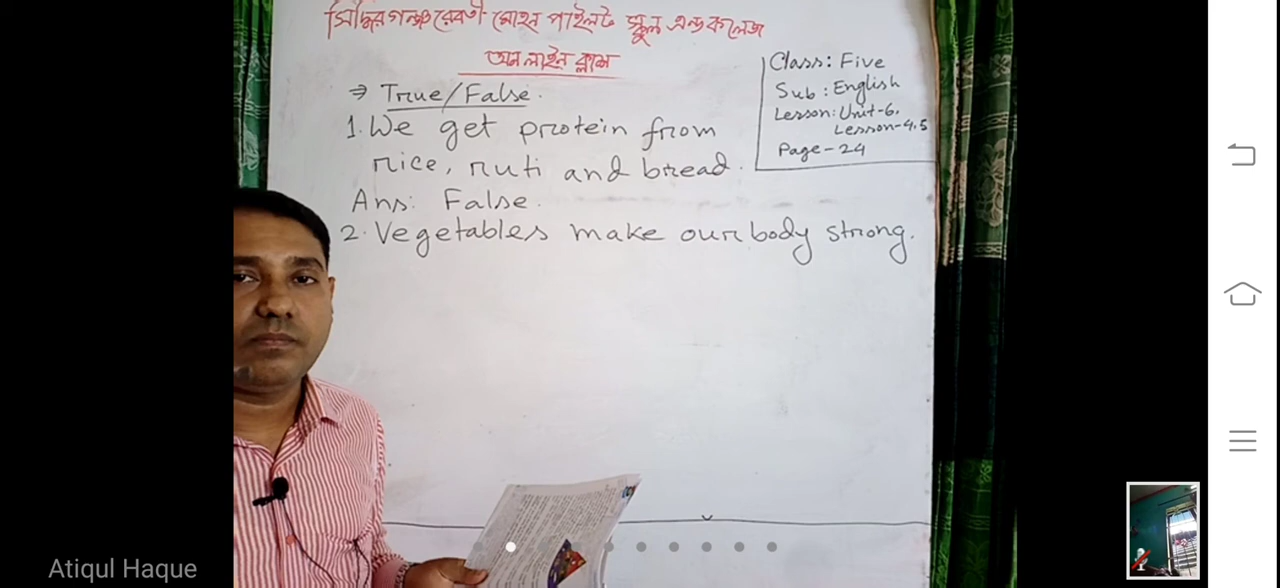 সিদ্ধিরগঞ্জ রেবতী মোহন পাইলট স্কুল এন্ড কলেজ
অন লাইন ক্লাশ
Class: Five
Sub: English
Lesson: Unit-6,
Lesson-4,5
Page-24
⇒ True/False.
1. We get protein from
rice, ruti and bread.
Ans: False.
2. Vegetables make our body strong.
Atiqul Haque